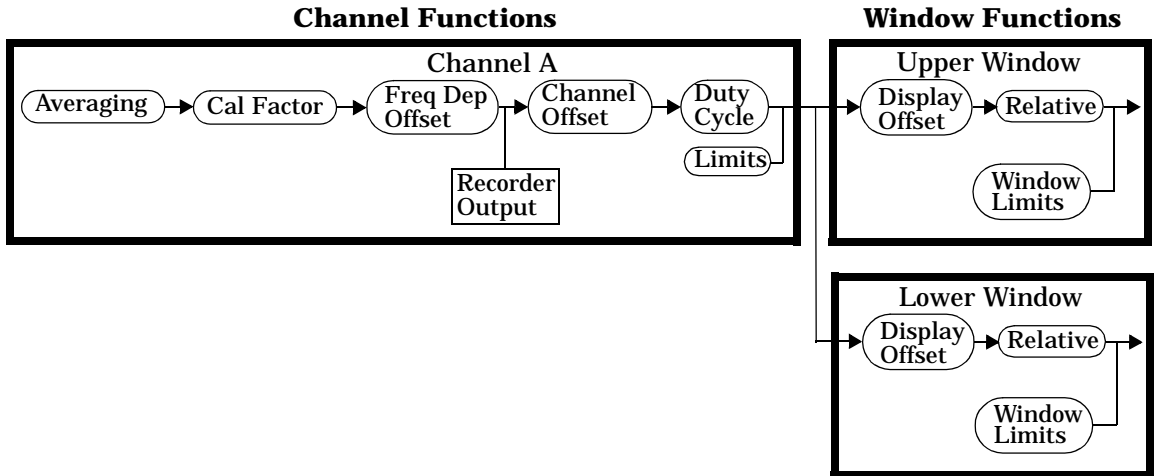 Channel Functions
Window Functions
Channel A
Averaging
Cal Factor
Freq Dep
Offset
Channel
Offset
Duty
Cycle
Limits
Recorder
Output
Upper Window
Display
Offset
Relative
Window
Limits
Lower Window
Display
Offset
Relative
Window
Limits